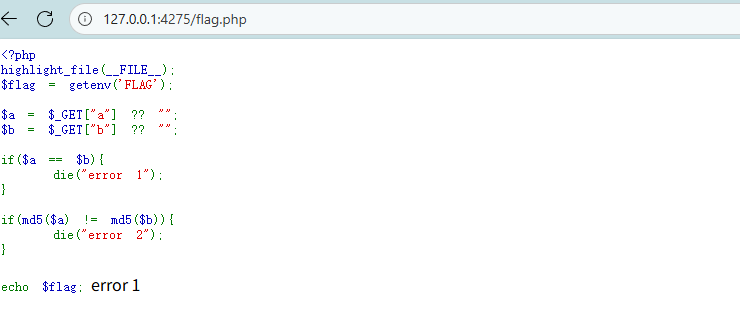 127.0.0.1:4275/flag.php
<?php
highlight_file(__FILE__);
$flag = getenv('FLAG');
$a = $_GET["a"] ?? "";
$b = $_GET["b"] ?? "";
if($a == $b){
die("error 1");
}
if(md5($a) != md5($b)){
die("error 2");
}
echo $flag; error 1